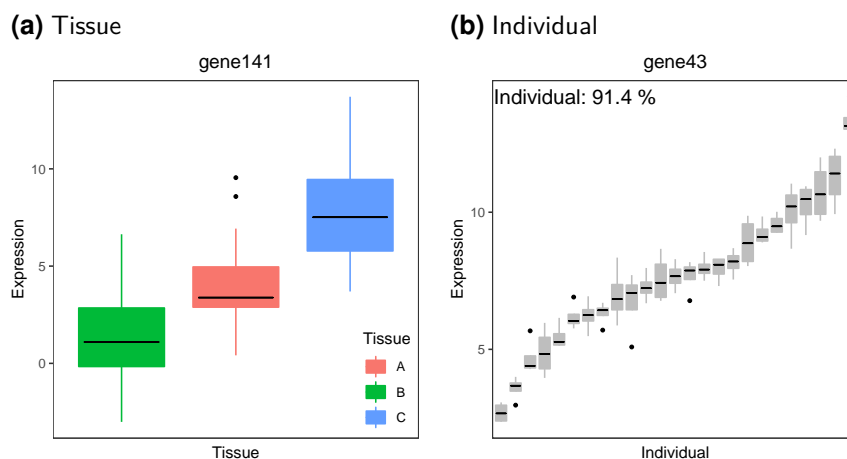 (a) Tissue
gene141
Expression
10
5
0
Tissue
A
B
C
Tissue
(b) Individual
gene43
Individual: 91.4 %
Expression
10
5
Individual